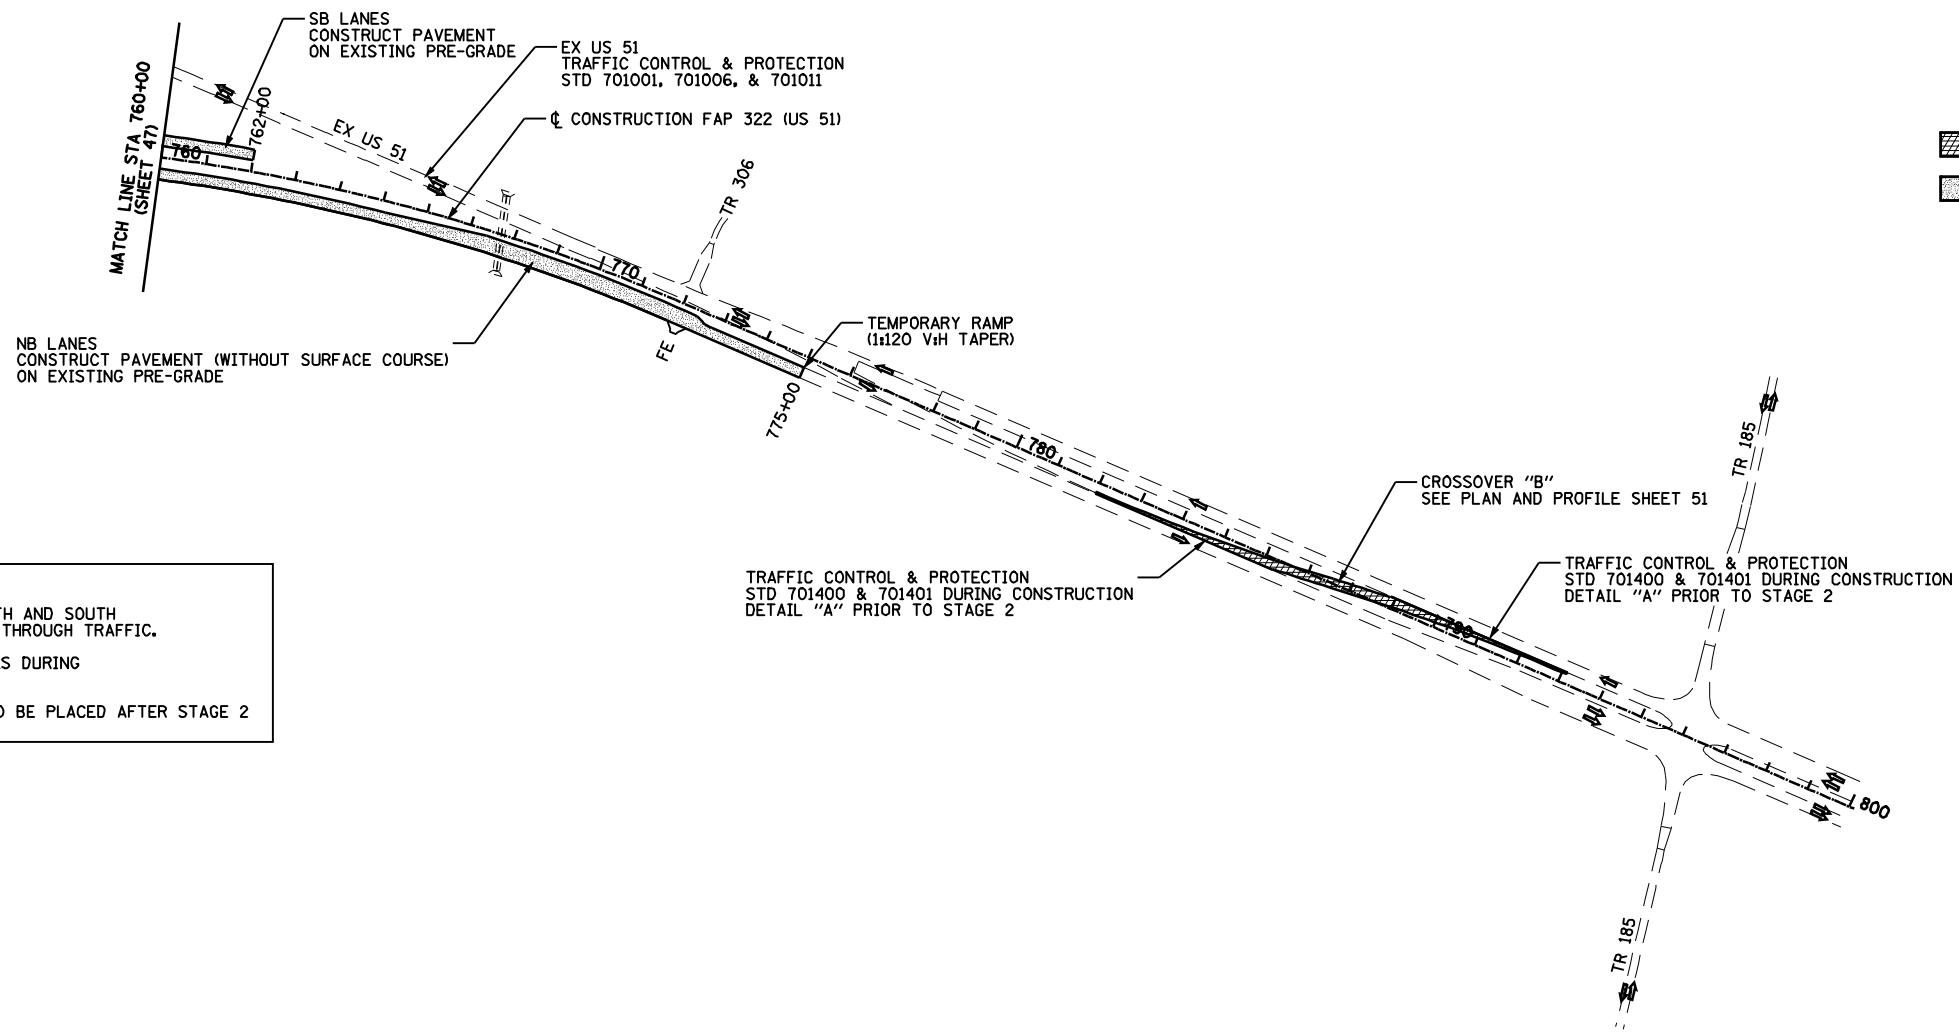 SB LANES
CONSTRUCT PAVEMENT
ON EXISTING PRE-GRADE
EX US 51
TRAFFIC CONTROL & PROTECTION
STD 701001, 701006, & 701011
℄ CONSTRUCTION FAP 322 (US 51)
MATCH LINE STA 760+00
(SHEET 47)
760
762+00
EX US 51
TR 306
770
TEMPORARY RAMP
(1:120 V:H TAPER)
NB LANES
CONSTRUCT PAVEMENT (WITHOUT SURFACE COURSE)
ON EXISTING PRE-GRADE
FE
775+00
780
TR 185
CROSSOVER "B"
SEE PLAN AND PROFILE SHEET 51
TRAFFIC CONTROL & PROTECTION
STD 701400 & 701401 DURING CONSTRUCTION
DETAIL "A" PRIOR TO STAGE 2
TRAFFIC CONTROL & PROTECTION
STD 701400 & 701401 DURING CONSTRUCTION
DETAIL "A" PRIOR TO STAGE 2
790
TH AND SOUTH
THROUGH TRAFFIC.
S DURING
O BE PLACED AFTER STAGE 2
800
TR 185